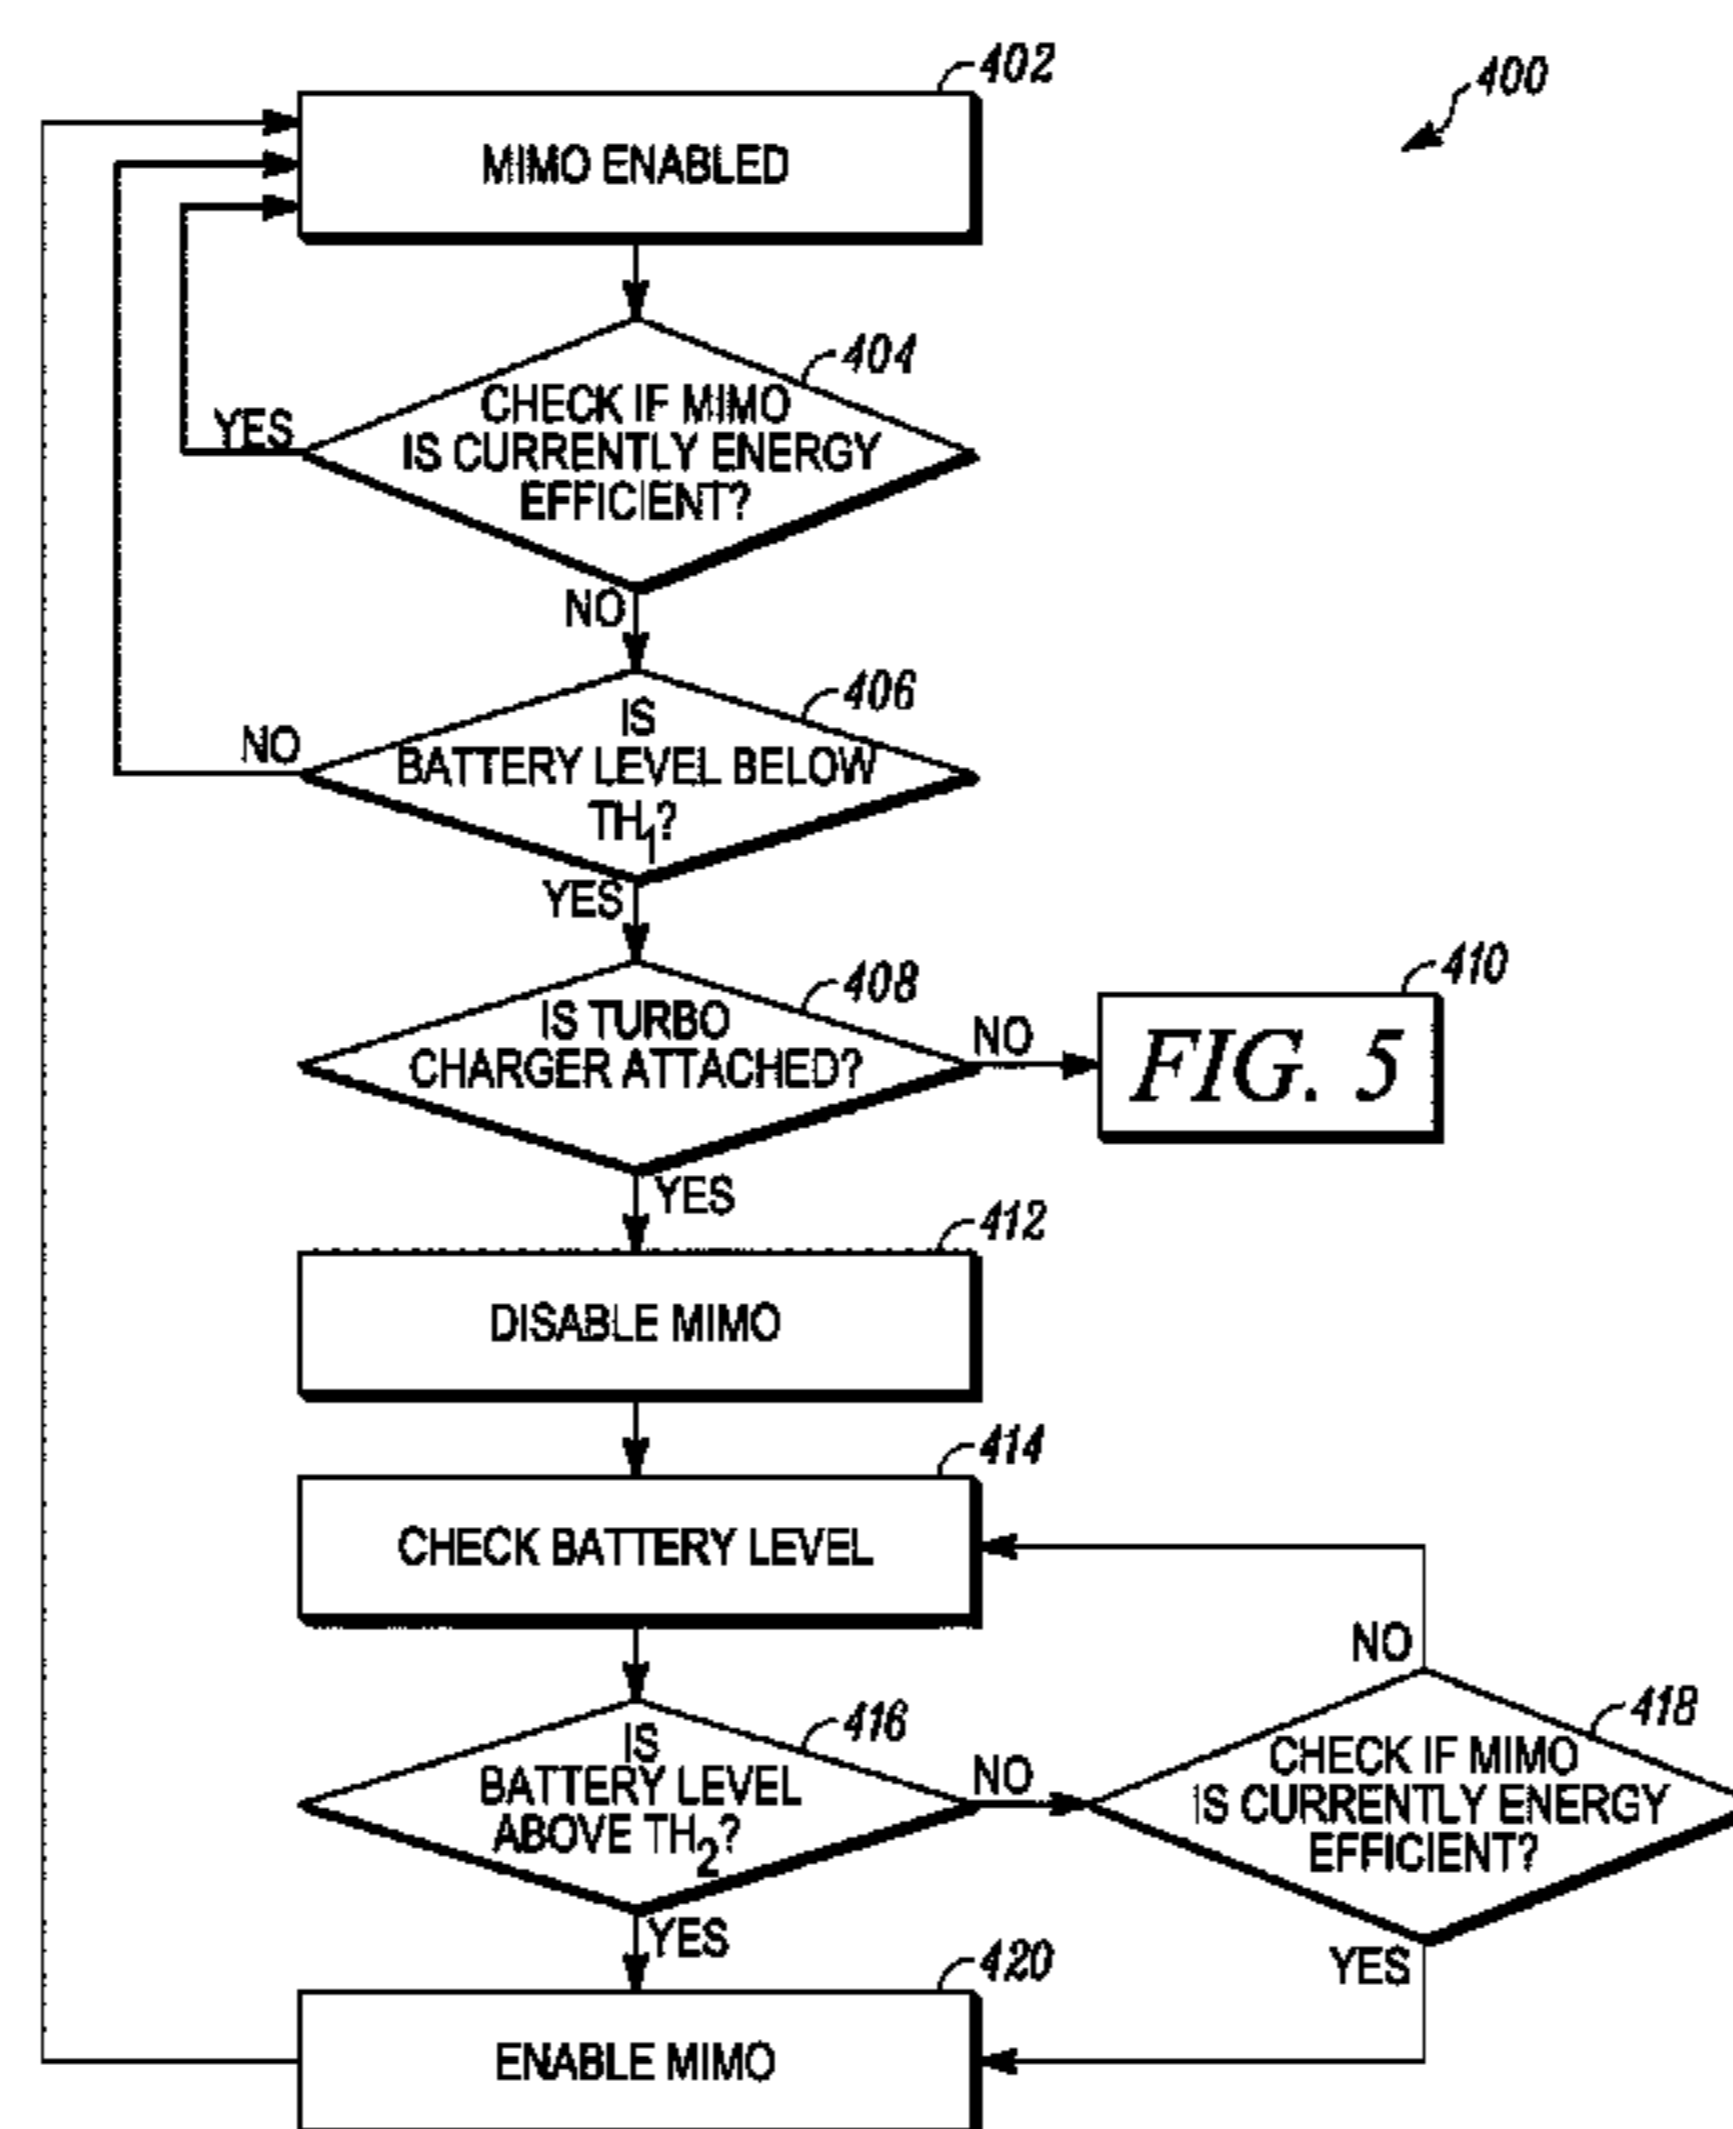 402
400
MIMO ENABLED
404
CHECK IF MIMO
IS CURRENTLY ENERGY
EFFICIENT?
YES
NO
406
IS
BATTERY LEVEL BELOW
TH1?
NO
YES
408
IS TURBO
CHARGER ATTACHED?
NO
410
FIG. 5
YES
412
DISABLE MIMO
414
CHECK BATTERY LEVEL
NO
416
IS
BATTERY LEVEL
ABOVE TH2?
NO
418
CHECK IF MIMO
IS CURRENTLY ENERGY
EFFICIENT?
YES
YES
420
ENABLE MIMO